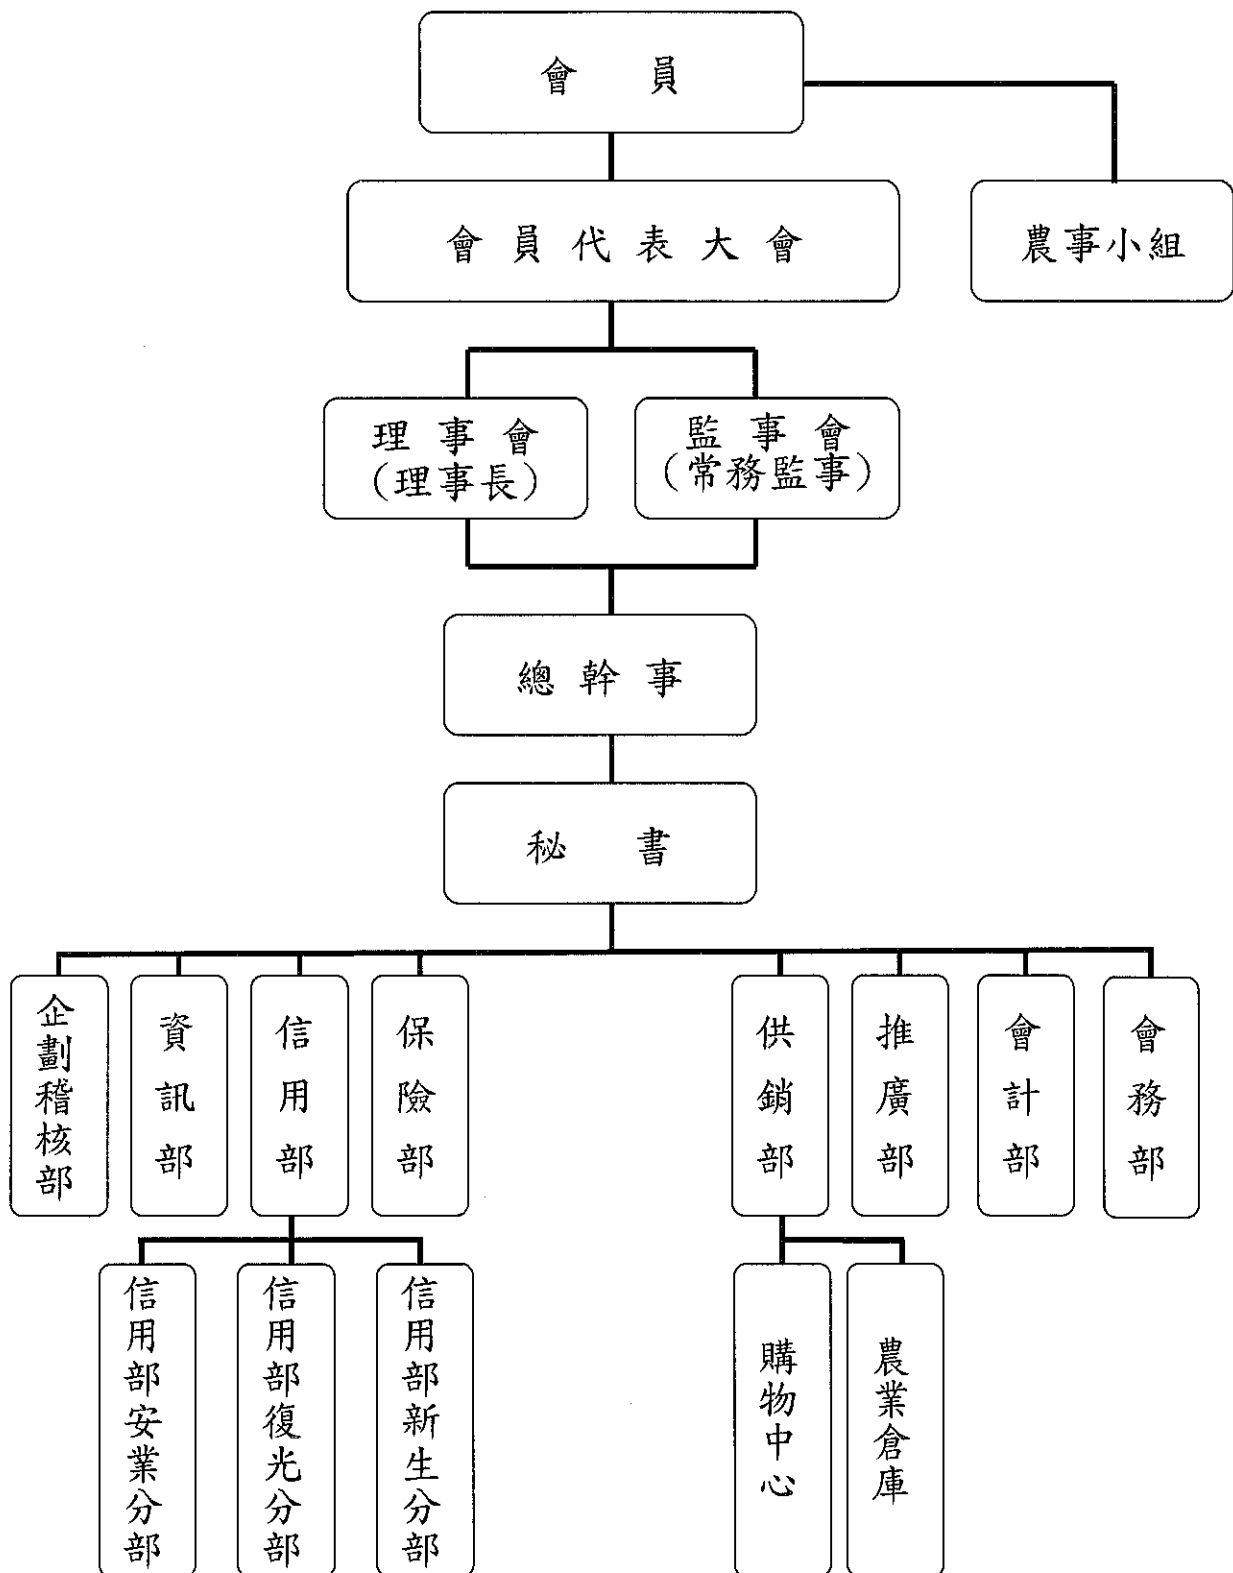 會員
會員代表大會
農事小組
理事會
(理事長)
監事會
(常務監事)
總幹事
秘書
企劃稽核部
資訊部
信用部
保險部
供銷部
推廣部
會計部
會務部
信用部安業分部
信用部復光分部
信用部新生分部
購物中心
農業倉庫